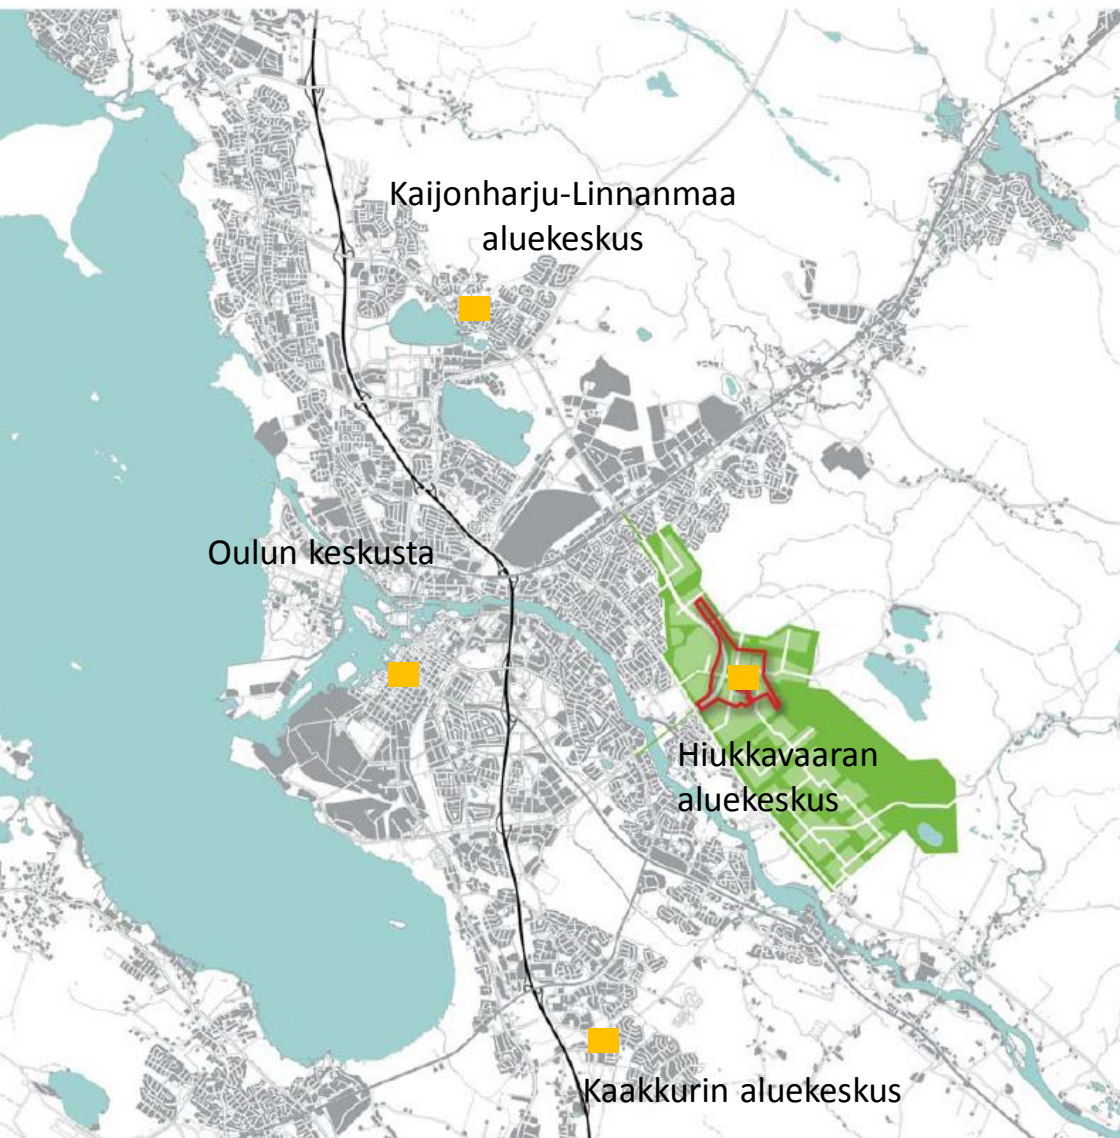 Kaijonharju-Linnanmaa
aluekeskus
Oulun keskusta
Hiukkavaaran
aluekeskus
Kaakkurin aluekeskus